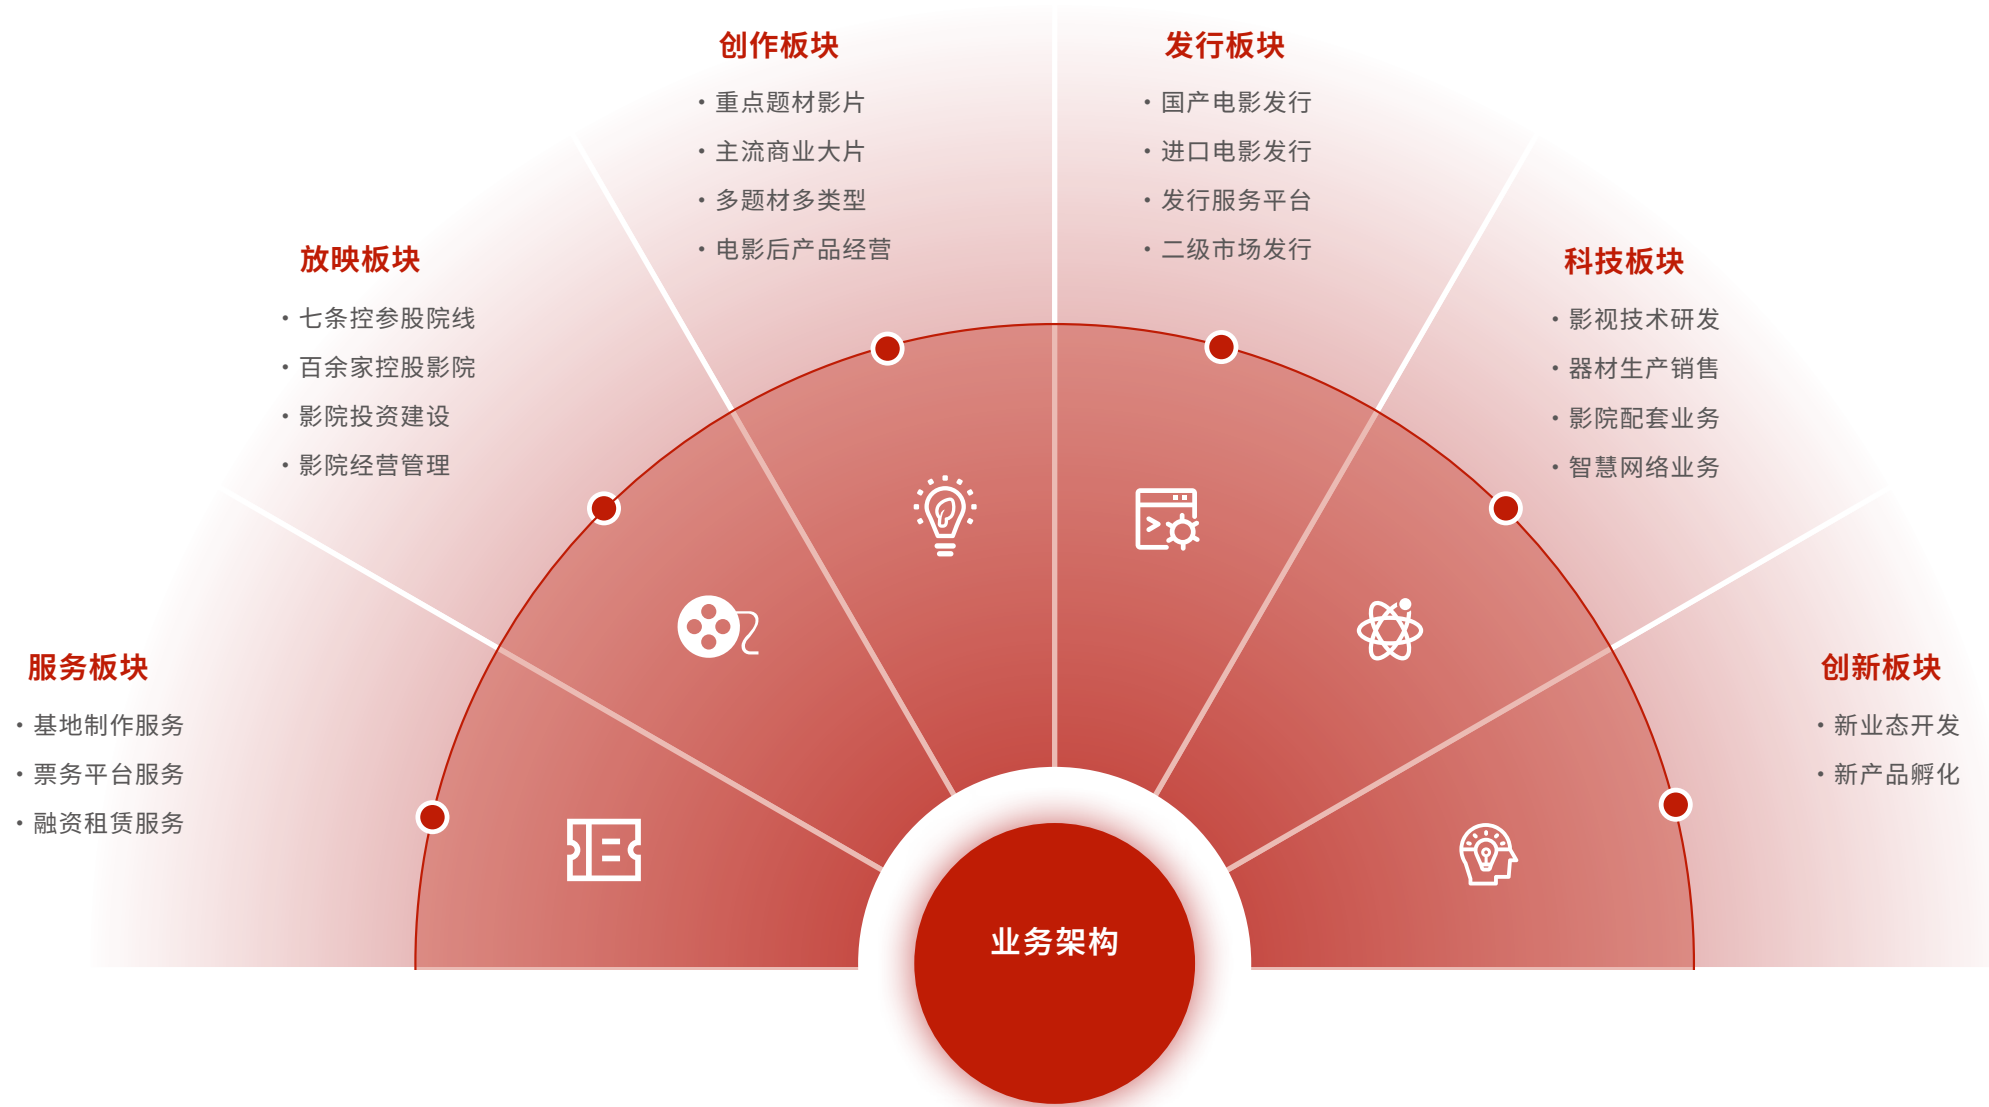 创作板块
·重点题材影片
·主流商业大片
·多题材多类型
·电影后产品经营
发行板块
·国产电影发行
·进口电影发行
·发行服务平台
·二级市场发行
放映板块
·七条控参股院线
·百余家控股影院
·影院投资建设
·影院经营管理
科技板块
·影视技术研发
·器材生产销售
·影院配套业务
·智慧网络业务
服务板块
·基地制作服务
·票务平台服务
·融资租赁服务
创新板块
·新业态开发
·新产品孵化
业务架构